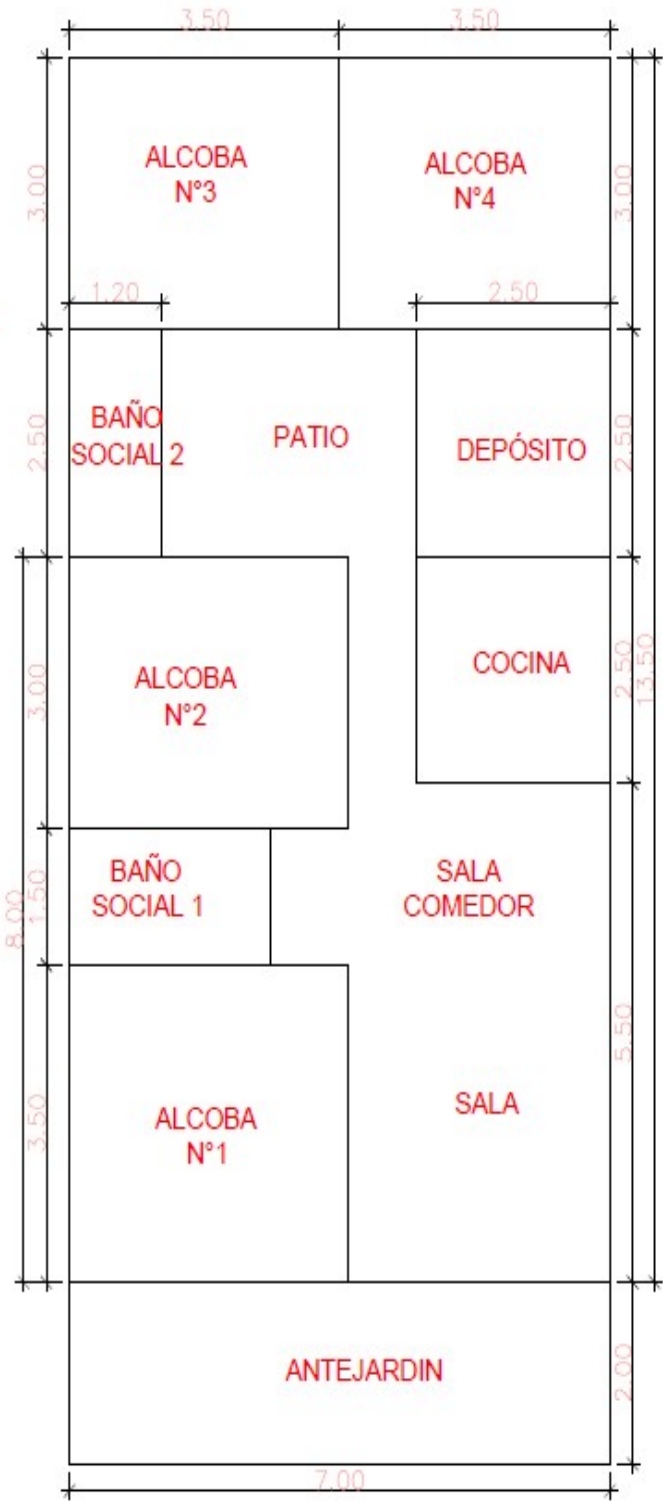 3.50
3.50
ALCOBA
N°3
ALCOBA
N°4
3.00
3.00
1.20
2.50
BAÑO
SOCIAL 2
PATIO
DEPÓSITO
2.50
2.50
ALCOBA
N°2
COCINA
3.00
2.50
13.50
BAÑO
SOCIAL 1
SALA
COMEDOR
1.50
8.00
5.50
ALCOBA
N°1
SALA
3.50
ANTEJARDIN
2.00
7.00